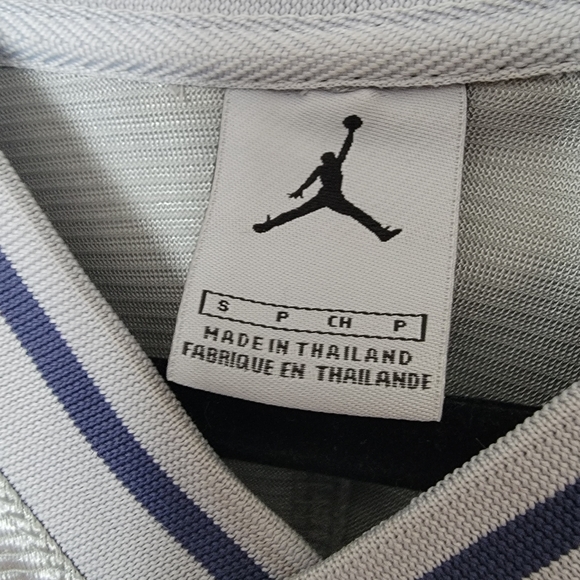 S P CH P
MADE IN THAILAND
FABRIQUE EN THAILANDE